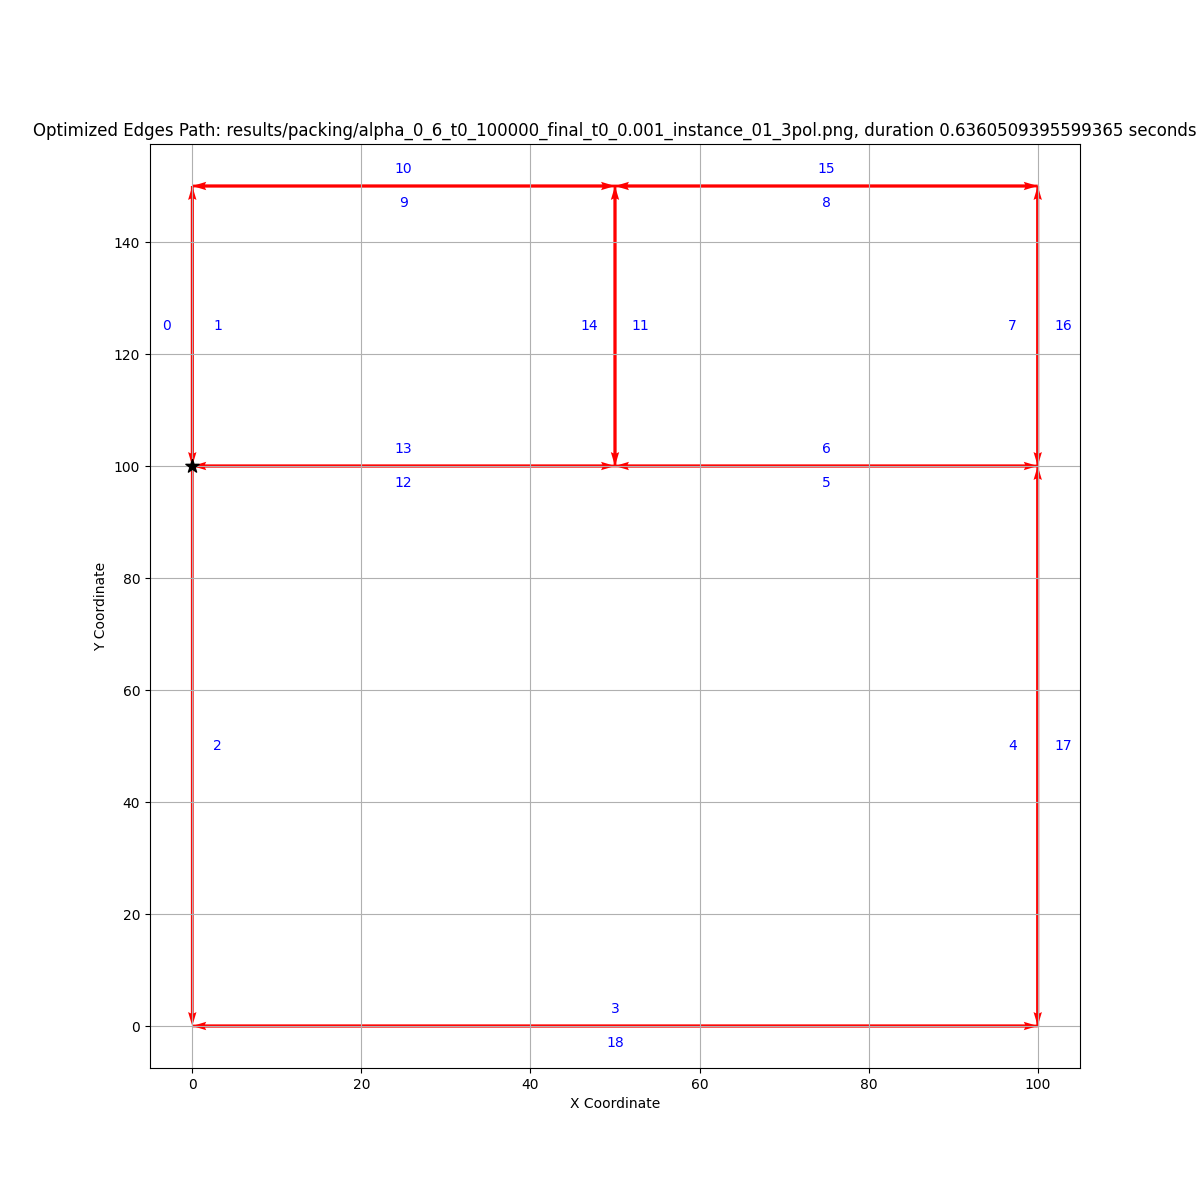 Optimized Edges Path: results/packing/alpha_0_6_t0_100000_final_t0_0.001_instance_01_3pol.png, duration 0.6360509395599365 seconds
10 15
9 8
140
0 1 14 11 7 16
120
13 6
100
12 5
80
Y Coordinate
60
2 4 17
40
20
3
0
18
0 20 40 60 80 100
X Coordinate